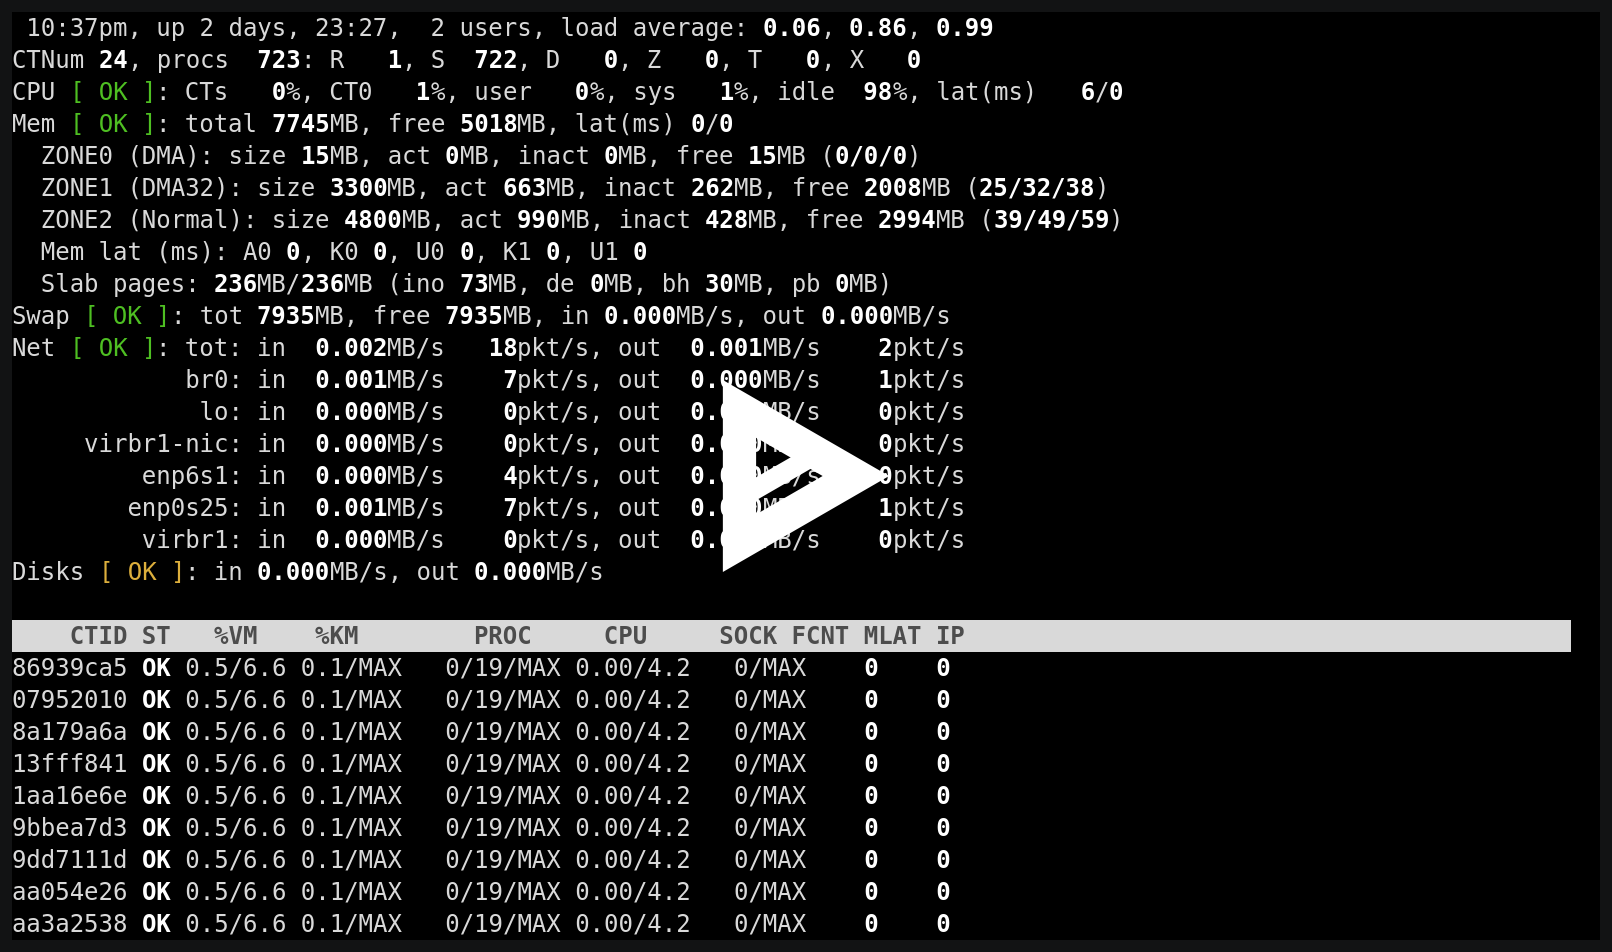 10:37pm, up 2 days, 23:27,  2 users, load average: 0.06, 0.86, 0.99
CTNum 24, procs  723: R   1, S  722, D   0, Z   0, T   0, X   0
CPU [ OK ]: CTs   0%, CT0   1%, user   0%, sys   1%, idle  98%, lat(ms)   6/0
Mem [ OK ]: total 7745MB, free 5018MB, lat(ms) 0/0
  ZONE0 (DMA): size 15MB, act 0MB, inact 0MB, free 15MB (0/0/0)
  ZONE1 (DMA32): size 3300MB, act 663MB, inact 262MB, free 2008MB (25/32/38)
  ZONE2 (Normal): size 4800MB, act 990MB, inact 428MB, free 2994MB (39/49/59)
  Mem lat (ms): A0 0, K0 0, U0 0, K1 0, U1 0
  Slab pages: 236MB/236MB (ino 73MB, de 0MB, bh 30MB, pb 0MB)
Swap [ OK ]: tot 7935MB, free 7935MB, in 0.000MB/s, out 0.000MB/s
Net [ OK ]: tot: in  0.002MB/s   18pkt/s, out  0.001MB/s    2pkt/s
            br0: in  0.001MB/s    7pkt/s, out  0.000MB/s    1pkt/s
             lo: in  0.000MB/s    0pkt/s, out    0pkt/s
     virbr1-nic: in  0.000MB/s    0pkt/s, out    0pkt/s
         enp6s1: in  0.000MB/s    4pkt/s, out    0pkt/s
        enp0s25: in  0.001MB/s    7pkt/s, out    1pkt/s
         virbr1: in  0.000MB/s    0pkt/s, out    0pkt/s
Disks [ OK ]: in 0.000MB/s, out 0.000MB/s
    CTID ST   %VM    %KM        PROC     CPU     SOCK FCNT MLAT IP
86939ca5 OK 0.5/6.6 0.1/MAX   0/19/MAX 0.00/4.2   0/MAX    0    0
07952010 OK 0.5/6.6 0.1/MAX   0/19/MAX 0.00/4.2   0/MAX    0    0
8a179a6a OK 0.5/6.6 0.1/MAX   0/19/MAX 0.00/4.2   0/MAX    0    0
13fff841 OK 0.5/6.6 0.1/MAX   0/19/MAX 0.00/4.2   0/MAX    0    0
1aa16e6e OK 0.5/6.6 0.1/MAX   0/19/MAX 0.00/4.2   0/MAX    0    0
9bbea7d3 OK 0.5/6.6 0.1/MAX   0/19/MAX 0.00/4.2   0/MAX    0    0
9dd7111d OK 0.5/6.6 0.1/MAX   0/19/MAX 0.00/4.2   0/MAX    0    0
aa054e26 OK 0.5/6.6 0.1/MAX   0/19/MAX 0.00/4.2   0/MAX    0    0
aa3a2538 OK 0.5/6.6 0.1/MAX   0/19/MAX 0.00/4.2   0/MAX    0    0